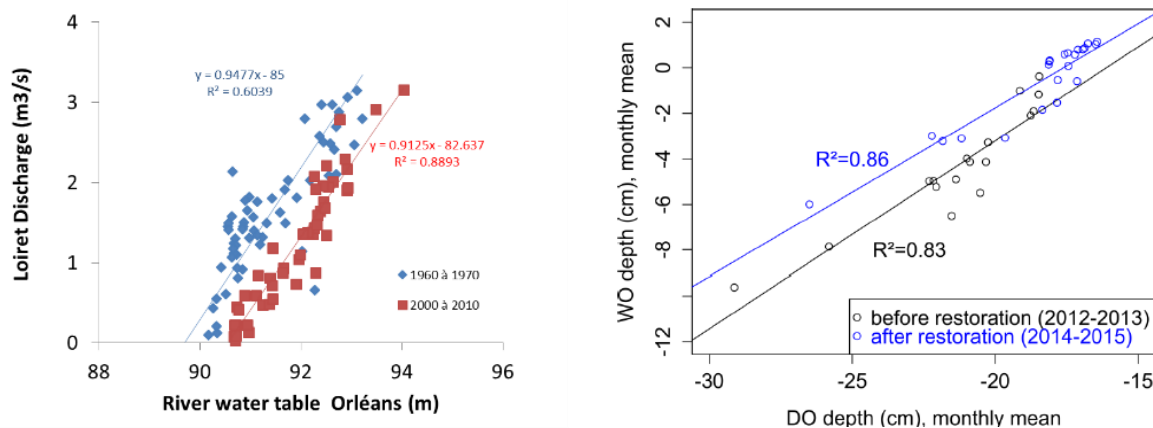 Loiret Discharge (m3/s)
4
3
2
1
0
y = 0.9477x - 85
R² = 0.6039
y = 0.9125x - 82.637
R² = 0.8893
1960 à 1970
2000 à 2010
88 90 92 94 96
River water table Orléans (m)
WO depth (cm), monthly mean
2
0
-2
-4
-6
-8
-12
R²=0.86
R²=0.83
before restoration (2012-2013)
after restoration (2014-2015)
-30 -25 -20 -15
DO depth (cm), monthly mean